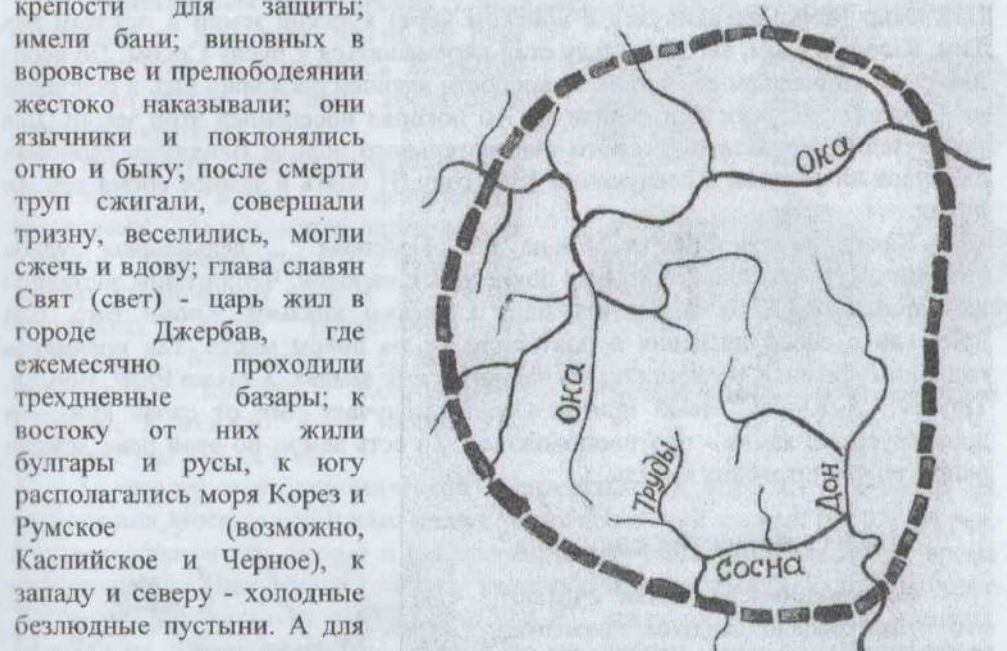 крепости для защиты;
имели бани; виновных в
воровстве и прелюбодеянии
жестоко наказывали; они
язычники и поклонялись
огню и быку; после смерти
труп сжигали, совершали
тризну, веселились, могли
сжечь и вдову; глава славян
Свят (свет) - царь жил в
городе Джербав, где
ежемесячно проходили
трехдневные базары; к
востоку от них жили
булгары и русы, к югу
располагались моря Корез и
Румское (возможно,
Каспийское и Черное), к
западу и северу - холодные
безлюдные пустыни. А для
Ока
Ока
Труды
Дон
Сосна